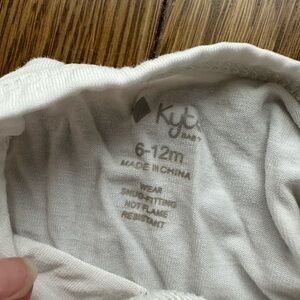 Kyte
BABY
6-12m
MADE IN CHINA
WEAR
SNUG-FITTING
NOT FLAME
RESISTANT